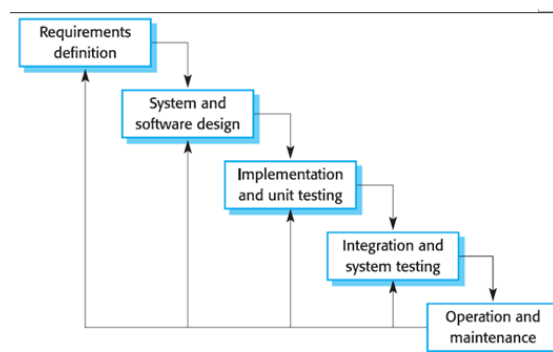 Requirements
definition
System and
software design
Implementation
and unit testing
Integration and
system testing
Operation and
maintenance